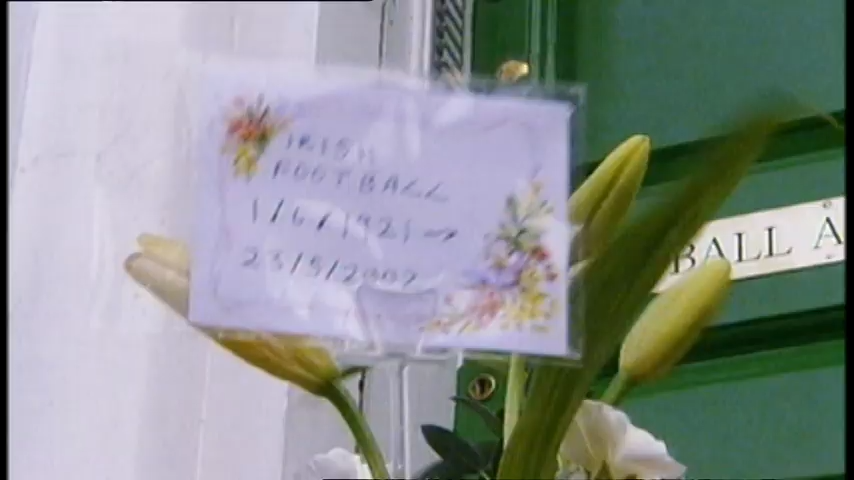 IRISH
FOOTBALL
1/6/1921 →
23/5/2002
BALL A